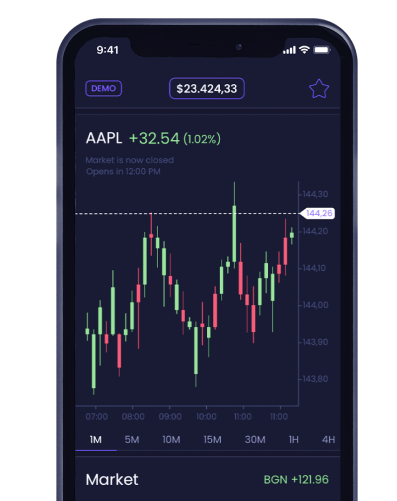 9:41
DEMO
$23.424,33
AAPL +32.54 (1.02%)
Market is now closed
Opens in 12:00 PM
144,30
144,26
144,20
144,10
144,00
143,90
143,80
07:00 08:00 09:00 10:00 11:00 11:00
1M 5M 10M 15M 30M 1H 4H
Market BGN +121.96